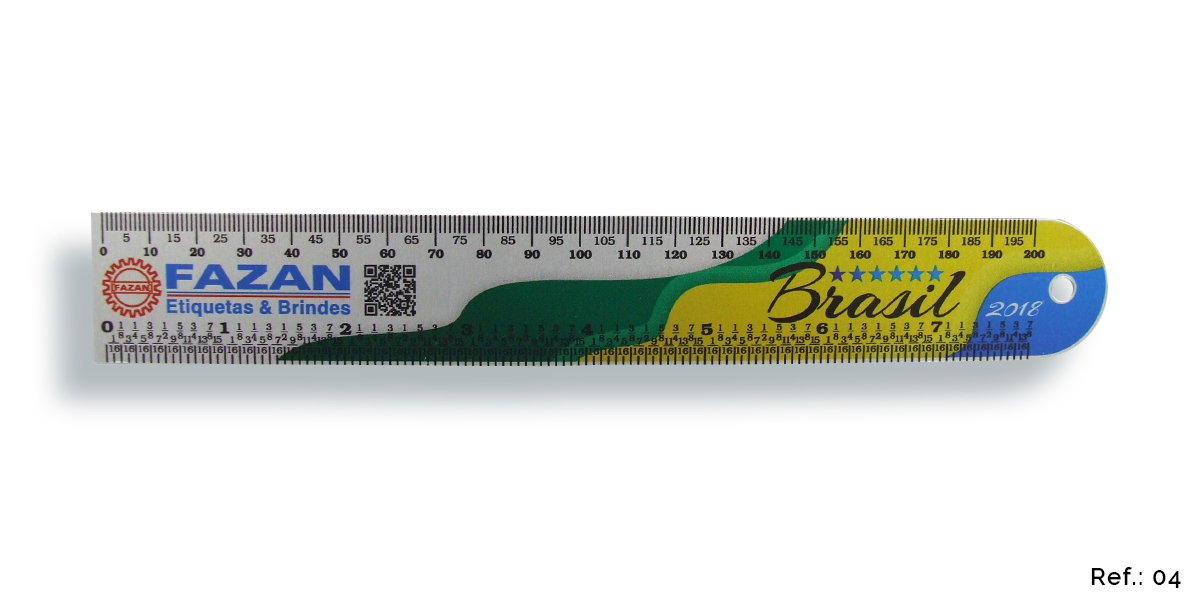 5 15 25 35 45 55 65 75 85 95 105 115 125 135 145 155 165 175 185 195
0 10 20 30 40 50 60 70 80 90 100 110 120 130 140 150 160 170 180 190 200
FAZAN
FAZAN
Etiquetas & Brindes
Brasil
2018
0 1 2 3 4 5 6 7
Ref.: 04